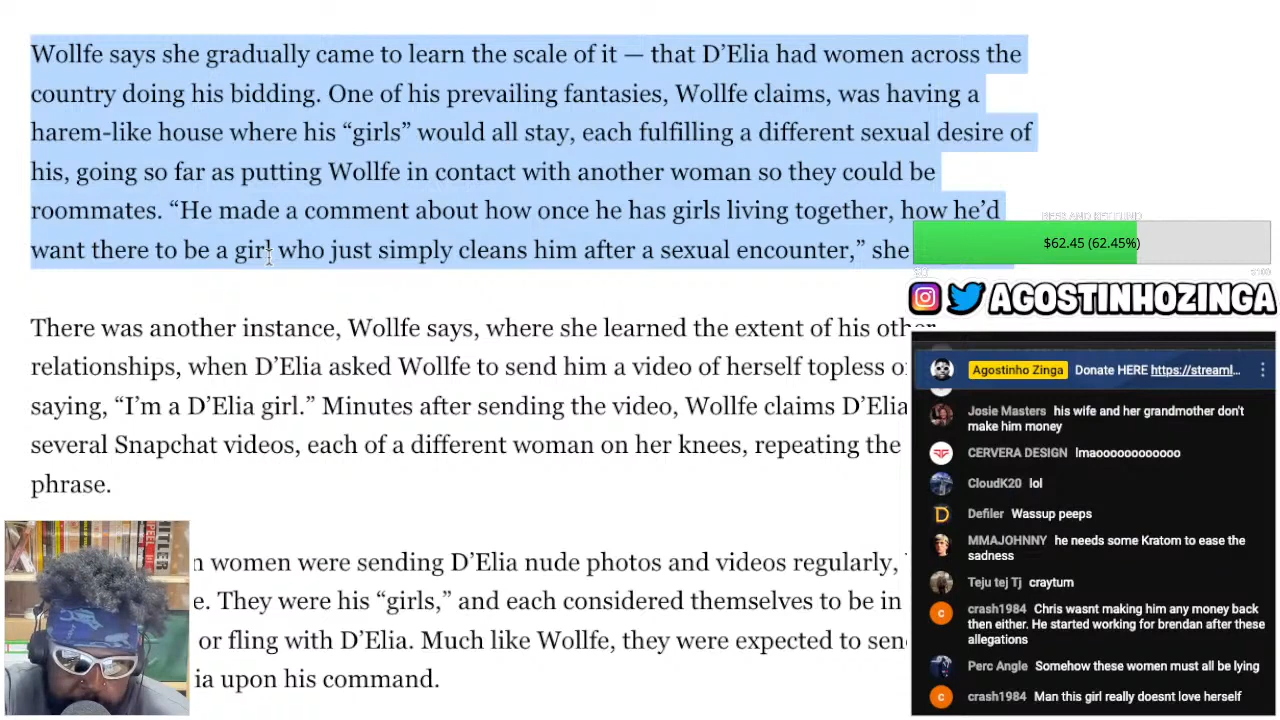 Wollfe says she gradually came to learn the scale of it — that D’Elia had women across the
country doing his bidding. One of his prevailing fantasies, Wollfe claims, was having a
harem-like house where his “girls” would all stay, each fulfilling a different sexual desire of
his, going so far as putting Wollfe in contact with another woman so they could be
roommates. “He made a comment about how once he has girls living together, how he’d
want there to be a girl who just simply cleans him after a sexual encounter,” she
There was another instance, Wollfe says, where she learned the extent of his other
relationships, when D’Elia asked Wollfe to send him a video of herself topless
saying, “I’m a D’Elia girl.” Minutes after sending the video, Wollfe claims D’Elia
several Snapchat videos, each of a different woman on her knees, repeating the
phrase.
women were sending D’Elia nude photos and videos regularly,
They were his “girls,” and each considered themselves to be in
or fling with D’Elia. Much like Wollfe, they were expected to
upon his command.
$62.45 (62.45%)
AGOSTINHOZINGA
Agostinho Zinga Donate HERE https://streaml...
Josie Masters his wife and her grandmother don't
make him money
CERVERA DESIGN lmaoooooooooooo
CloudK20 lol
Defiler Wassup peeps
MMAJOHNNY he needs some Kratom to ease the
sadness
Teju tej Tj craytum
crash1984 Chris wasnt making him any money back
then either. He started working for brendan after these
allegations
Perc Angle Somehow these women must all be lying
crash1984 Man this girl really doesnt love herself